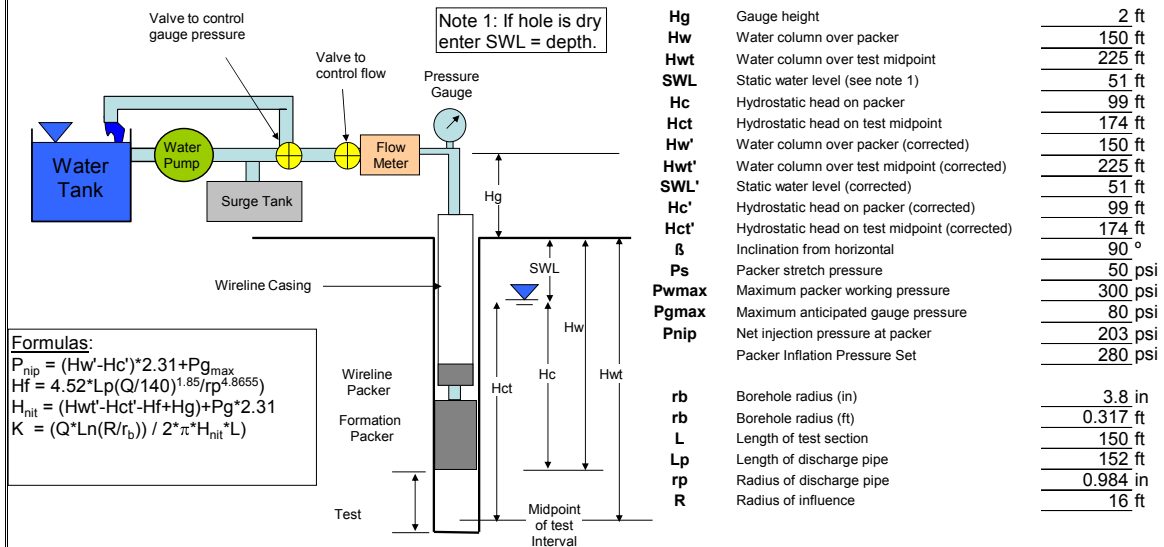 Valve to control
gauge pressure
Note 1: If hole is dry
enter SWL = depth.
Valve to
control flow
Pressure
Gauge
Water
Tank
Water
Pump
Flow
Meter
Surge Tank
Hg
SWL
Wireline Casing
Hw
Hct
Hc
Hwt
Wireline
Packer
Formation
Packer
Test
Midpoint
of test
Interval
Formulas:
P_nip = (Hw'-Hc')*2.31+Pg_max
Hf = 4.52*Lp(Q/140)^1.85/rp^4.8655)
H_nit = (Hwt'-Hct'-Hf+Hg)+Pg*2.31
K = (Q*Ln(R/r_b)) / 2*π*H_nit*L)
Hg Gauge height 2 ft
Hw Water column over packer 150 ft
Hwt Water column over test midpoint 225 ft
SWL Static water level (see note 1) 51 ft
Hc Hydrostatic head on packer 99 ft
Hct Hydrostatic head on test midpoint 174 ft
Hw' Water column over packer (corrected) 150 ft
Hwt' Water column over test midpoint (corrected) 225 ft
SWL' Static water level (corrected) 51 ft
Hc' Hydrostatic head on packer (corrected) 99 ft
Hct' Hydrostatic head on test midpoint (corrected) 174 ft
ß Inclination from horizontal 90 º
Ps Packer stretch pressure 50 psi
Pwmax Maximum packer working pressure 300 psi
Pgmax Maximum anticipated gauge pressure 80 psi
Pnip Net injection pressure at packer 203 psi
Packer Inflation Pressure Set 280 psi
rb Borehole radius (in) 3.8 in
rb Borehole radius (ft) 0.317 ft
L Length of test section 150 ft
Lp Length of discharge pipe 152 ft
rp Radius of discharge pipe 0.984 in
R Radius of influence 16 ft